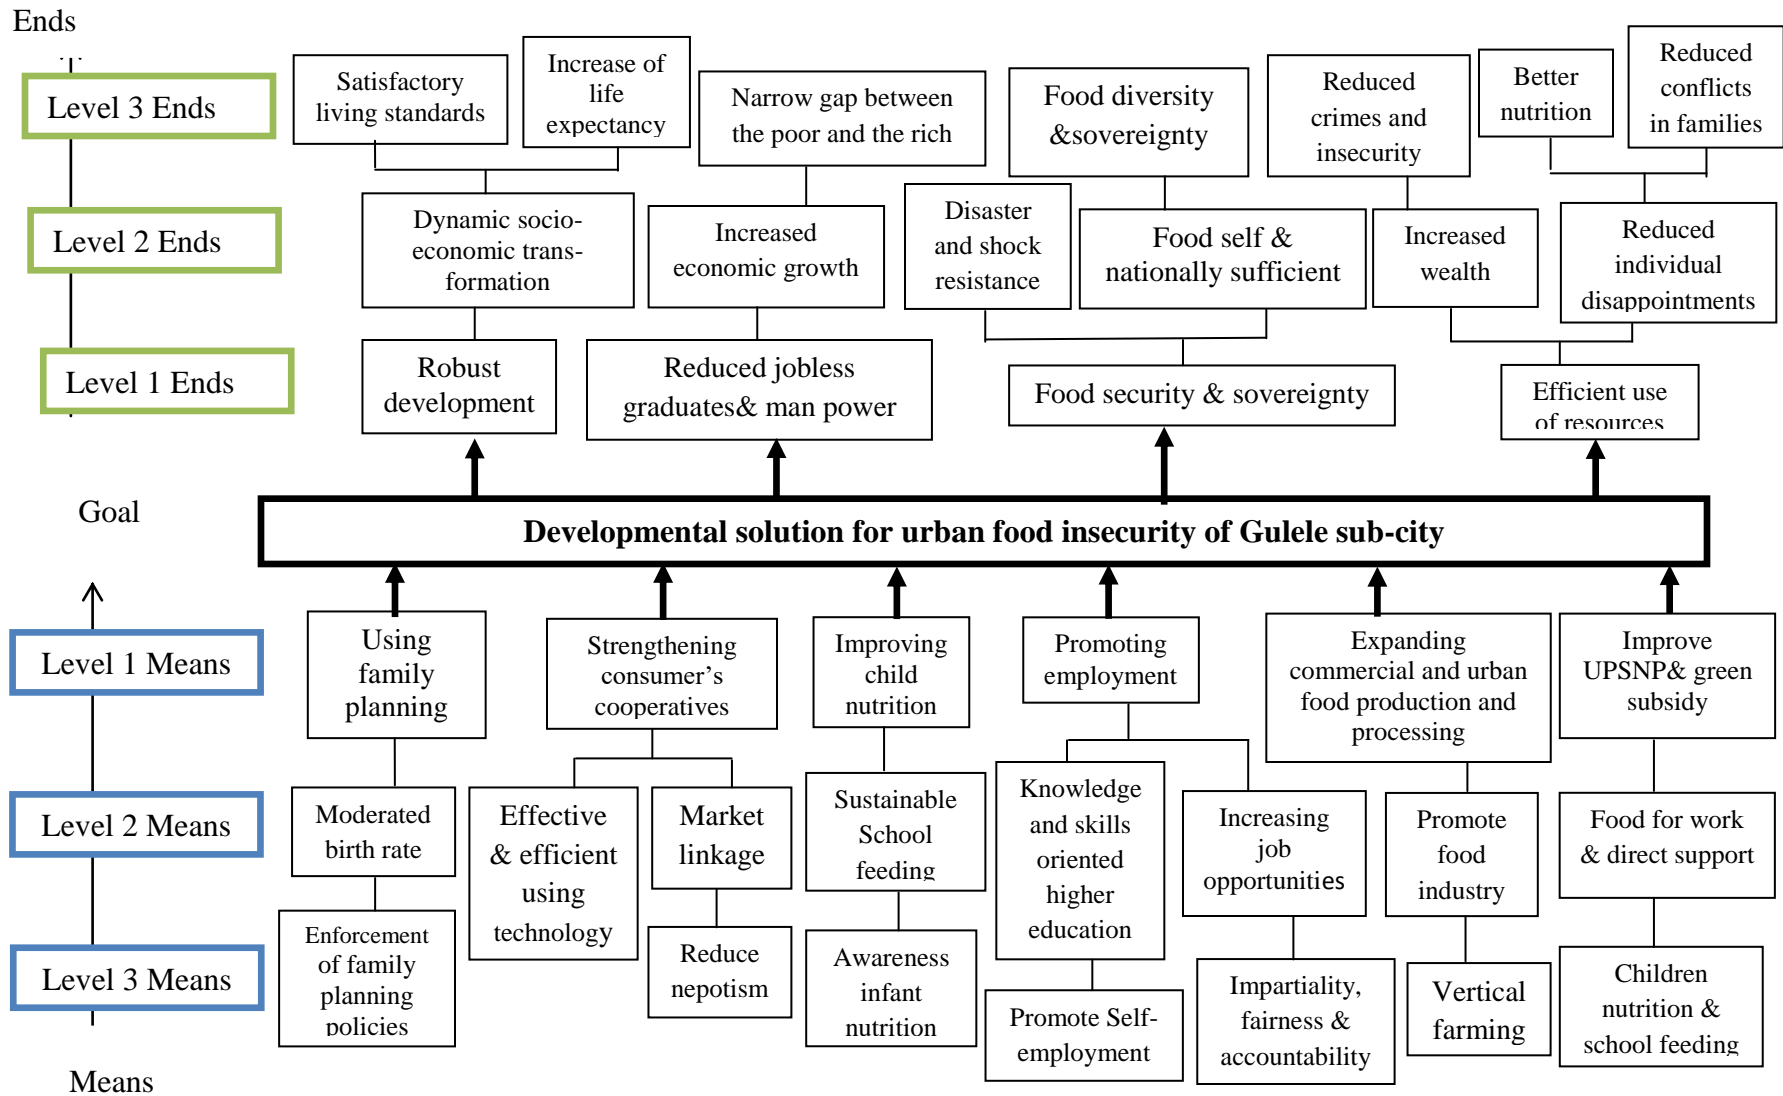 Ends
Level 3 Ends
Satisfactory
living standards
Increase of
life
expectancy
Narrow gap between
the poor and the rich
Food diversity
&sovereignty
Reduced
crimes and
insecurity
Better
nutrition
Reduced
conflicts
in families
Level 2 Ends
Dynamic socio-
economic trans-
formation
Increased
economic growth
Disaster
and shock
resistance
Food self &
nationally sufficient
Increased
wealth
Reduced
individual
disappointments
Level 1 Ends
Robust
development
Reduced jobless
graduates& man power
Food security & sovereignty
Efficient use
of resources
Goal
Developmental solution for urban food insecurity of Gulele sub-city
Level 1 Means
Using
family
planning
Strengthening
consumer’s
cooperatives
Improving
child
nutrition
Promoting
employment
Expanding
commercial and urban
food production and
processing
Improve
UPSNP& green
subsidy
Level 2 Means
Moderated
birth rate
Effective
& efficient
using
technology
Market
linkage
Sustainable
School
feeding
Knowledge
and skills
oriented
higher
education
Increasing
job
opportunities
Promote
food
industry
Food for work
& direct support
Level 3 Means
Enforcement
of family
planning
policies
Reduce
nepotism
Awareness
infant
nutrition
Promote Self-
employment
Impartiality,
fairness &
accountability
Vertical
farming
Children
nutrition &
school feeding
Means